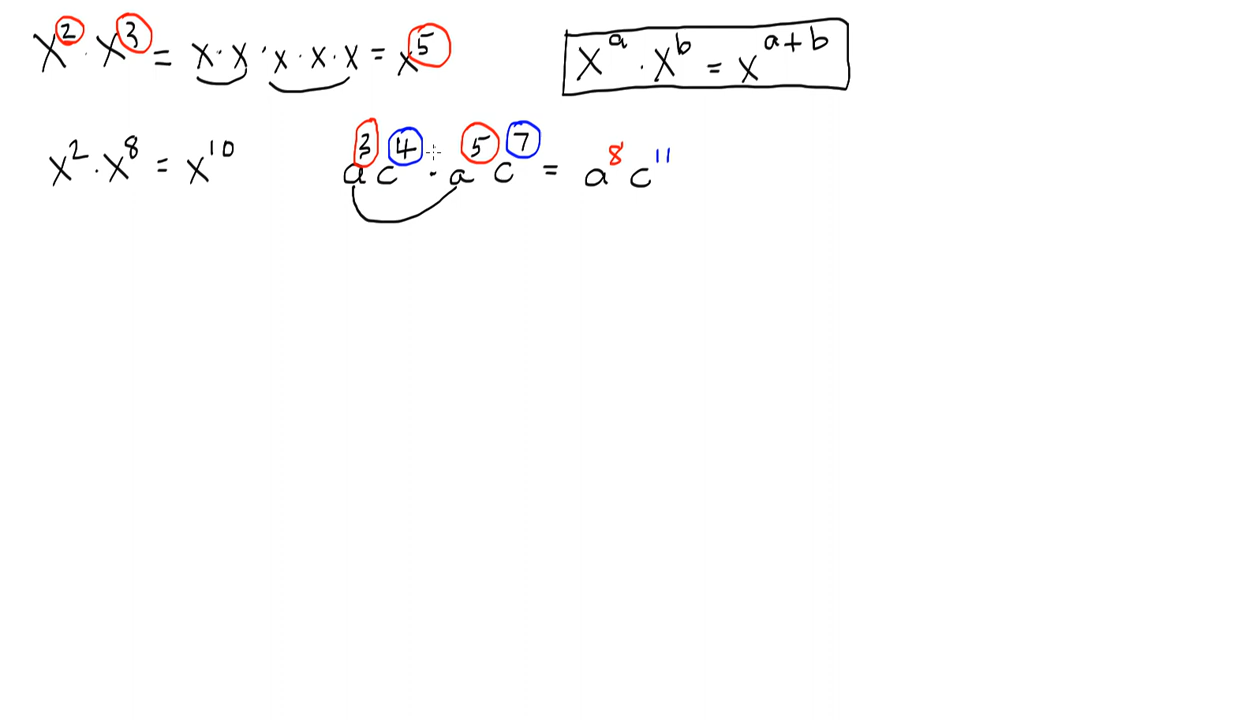 x² · x³ = x · x · x · x · x = x⁵
xᵃ · xᵇ = xᵃ⁺ᵇ
x² · x⁸ = x¹⁰
a³c⁴ · a⁵c⁷ = a⁸c¹¹